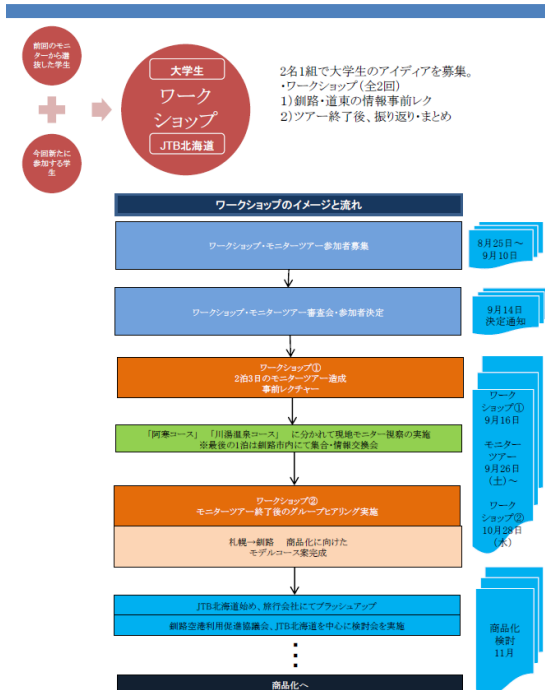 前回のモニ
ターから選
抜した学生
今回新たに
参加する学
生
大学生
ワーク
ショップ
JTB北海道
2名1組で大学生のアイディアを募集。
・ワークショップ(全2回)
1)釧路・道東の情報事前レク
2)ツアー終了後、振り返り・まとめ
ワークショップのイメージと流れ
ワークショップ・モニターツアー参加者募集
8月25日～
9月10日
ワークショップ・モニターツアー審査会・参加者決定
9月14日
決定通知
ワークショップ①
2泊3日のモニターツアー造成
事前レクチャー
「阿寒コース」 「川湯温泉コース」 に分かれて現地モニター視察の実施
※最後の1泊は釧路市内にて集合・情報交換会
ワークショップ②
モニターツアー終了後のグループヒアリング実施
札幌→釧路 商品化に向けた
モデルコース案完成
ワーク
ショップ①
9月16日
モニター
ツアー
9月26日
(土)～
ワーク
ショップ②
10月28日
(水)
JTB北海道始め、旅行会社にてブラッシュアップ
釧路空港利用促進協議会、JTB北海道を中心に検討会を実施
商品化
検討
11月
商品化へ